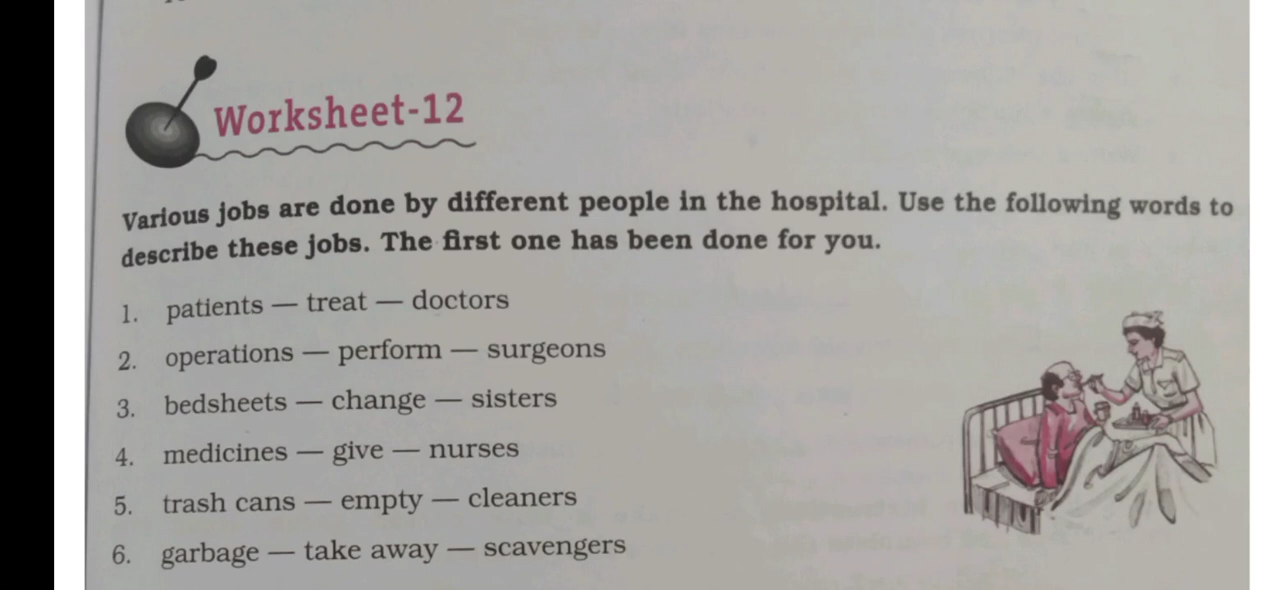 Worksheet-12
Various jobs are done by different people in the hospital. Use the following words to
describe these jobs. The first one has been done for you.
1. patients — treat — doctors
2. operations — perform — surgeons
3. bedsheets — change — sisters
4. medicines — give — nurses
5. trash cans — empty — cleaners
6. garbage — take away — scavengers